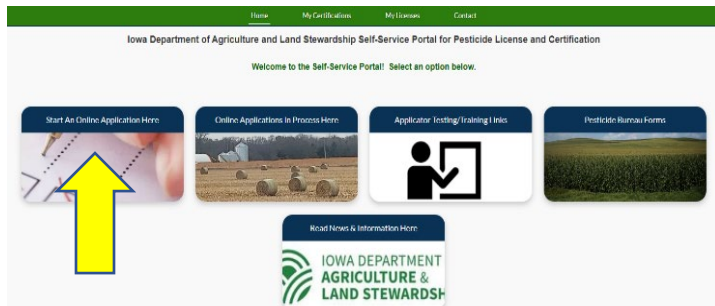 Home My Certifications My Licenses Contact
Iowa Department of Agriculture and Land Stewardship Self-Service Portal for Pesticide License and Certification
Welcome to the Self-Service Portal! Select an option below.
Start An Online Application Here
Online Applications In Process Here
Applicator Testing/Training Links
Pesticide Bureau Forms
Read News & Information Here
IOWA DEPARTMENT
AGRICULTURE &
LAND STEWARDSH